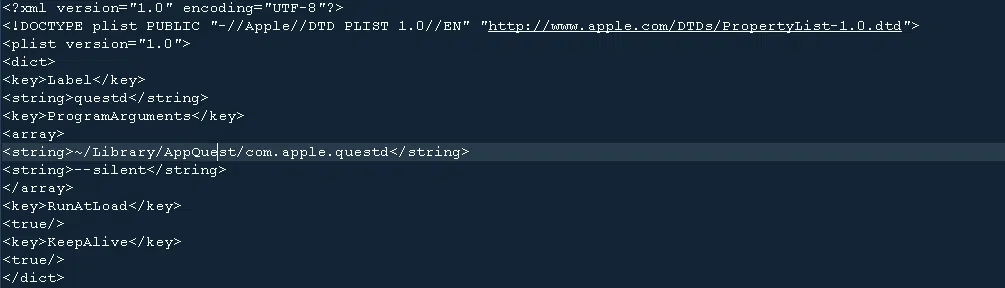 <?xml version="1.0" encoding="UTF-8"?>
<!DOCTYPE plist PUBLIC "-//Apple//DTD PLIST 1.0//EN" "http://www.apple.com/DTDs/PropertyList-1.0.dtd">
<plist version="1.0">
<dict>
<key>Label</key>
<string>questd</string>
<key>ProgramArguments</key>
<array>
<string>~/Library/AppQuest/com.apple.questd</string>
<string>--silent</string>
</array>
<key>RunAtLoad</key>
<true/>
<key>KeepAlive</key>
<true/>
</dict>